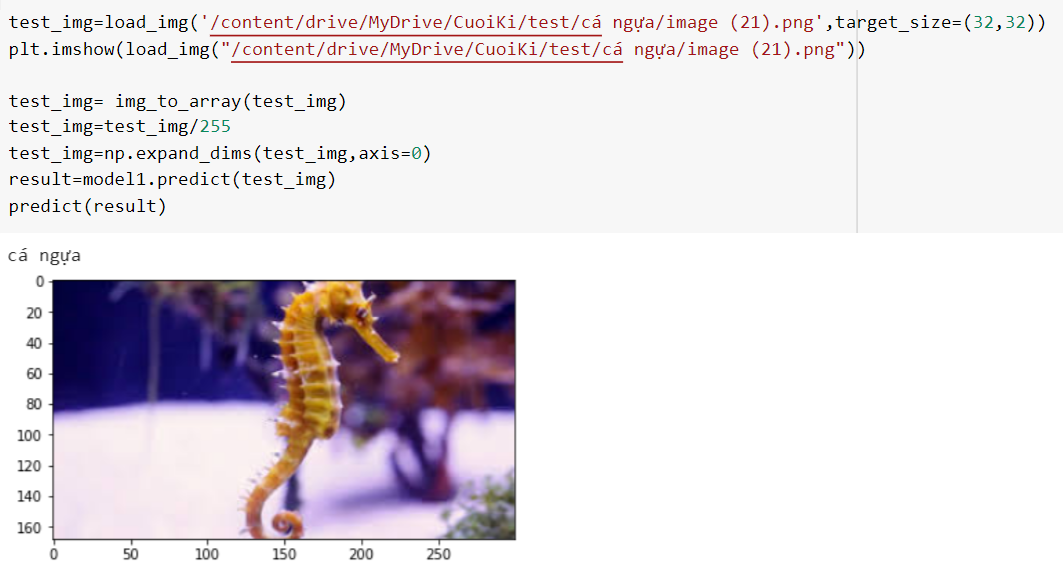 test_img=load_img('/content/drive/MyDrive/CuoiKi/test/cá ngựa/image (21).png',target_size=(32,32))
plt.imshow(load_img("/content/drive/MyDrive/CuoiKi/test/cá ngựa/image (21).png"))
test_img= img_to_array(test_img)
test_img=test_img/255
test_img=np.expand_dims(test_img,axis=0)
result=model1.predict(test_img)
predict(result)
cá ngựa
0
20
40
60
80
100
120
140
160
0 50 100 150 200 250